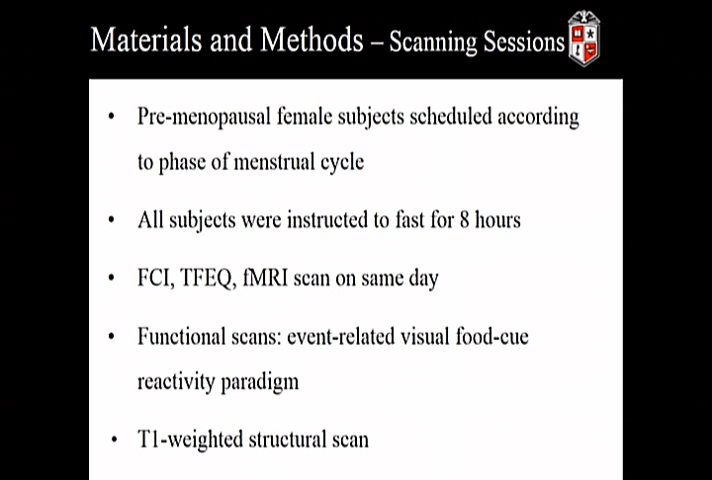 Materials and Methods – Scanning Sessions
• Pre-menopausal female subjects scheduled according
to phase of menstrual cycle
• All subjects were instructed to fast for 8 hours
• FCI, TFEQ, fMRI scan on same day
• Functional scans: event-related visual food-cue
reactivity paradigm
• T1-weighted structural scan